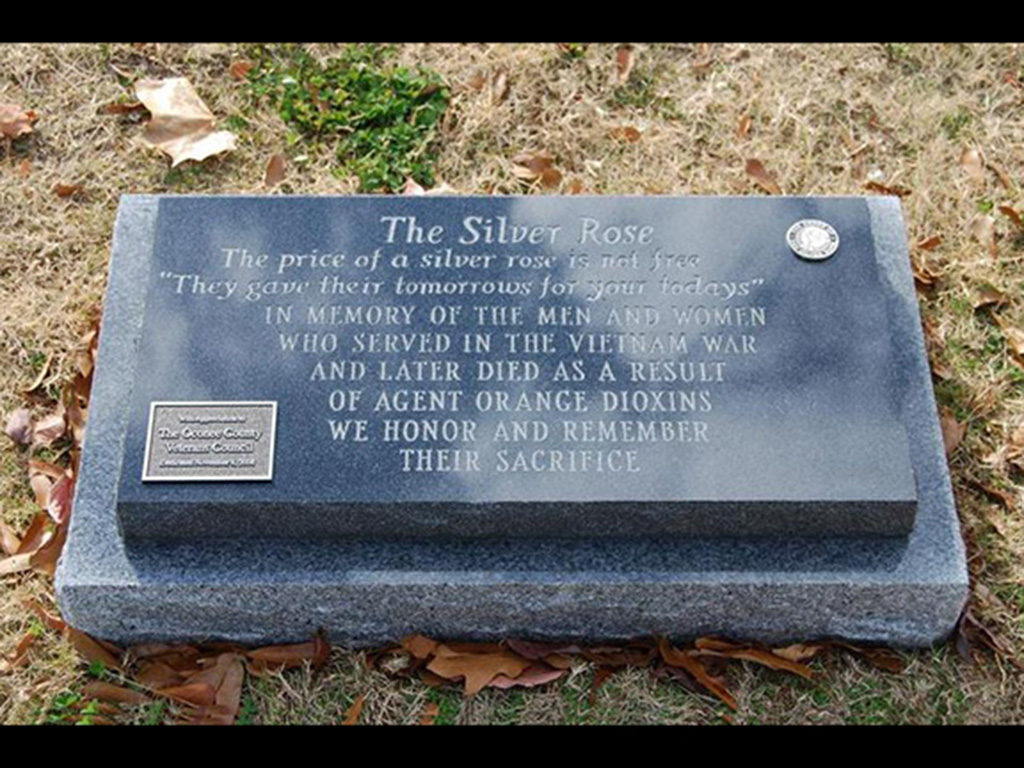 The Silver Rose
The price of a silver rose is not free
"They gave their tomorrows for your todays"
IN MEMORY OF THE MEN AND WOMEN
WHO SERVED IN THE VIETNAM WAR
AND LATER DIED AS A RESULT
OF AGENT ORANGE DIOXINS
WE HONOR AND REMEMBER
THEIR SACRIFICE
The Oconee County
Veterans Council